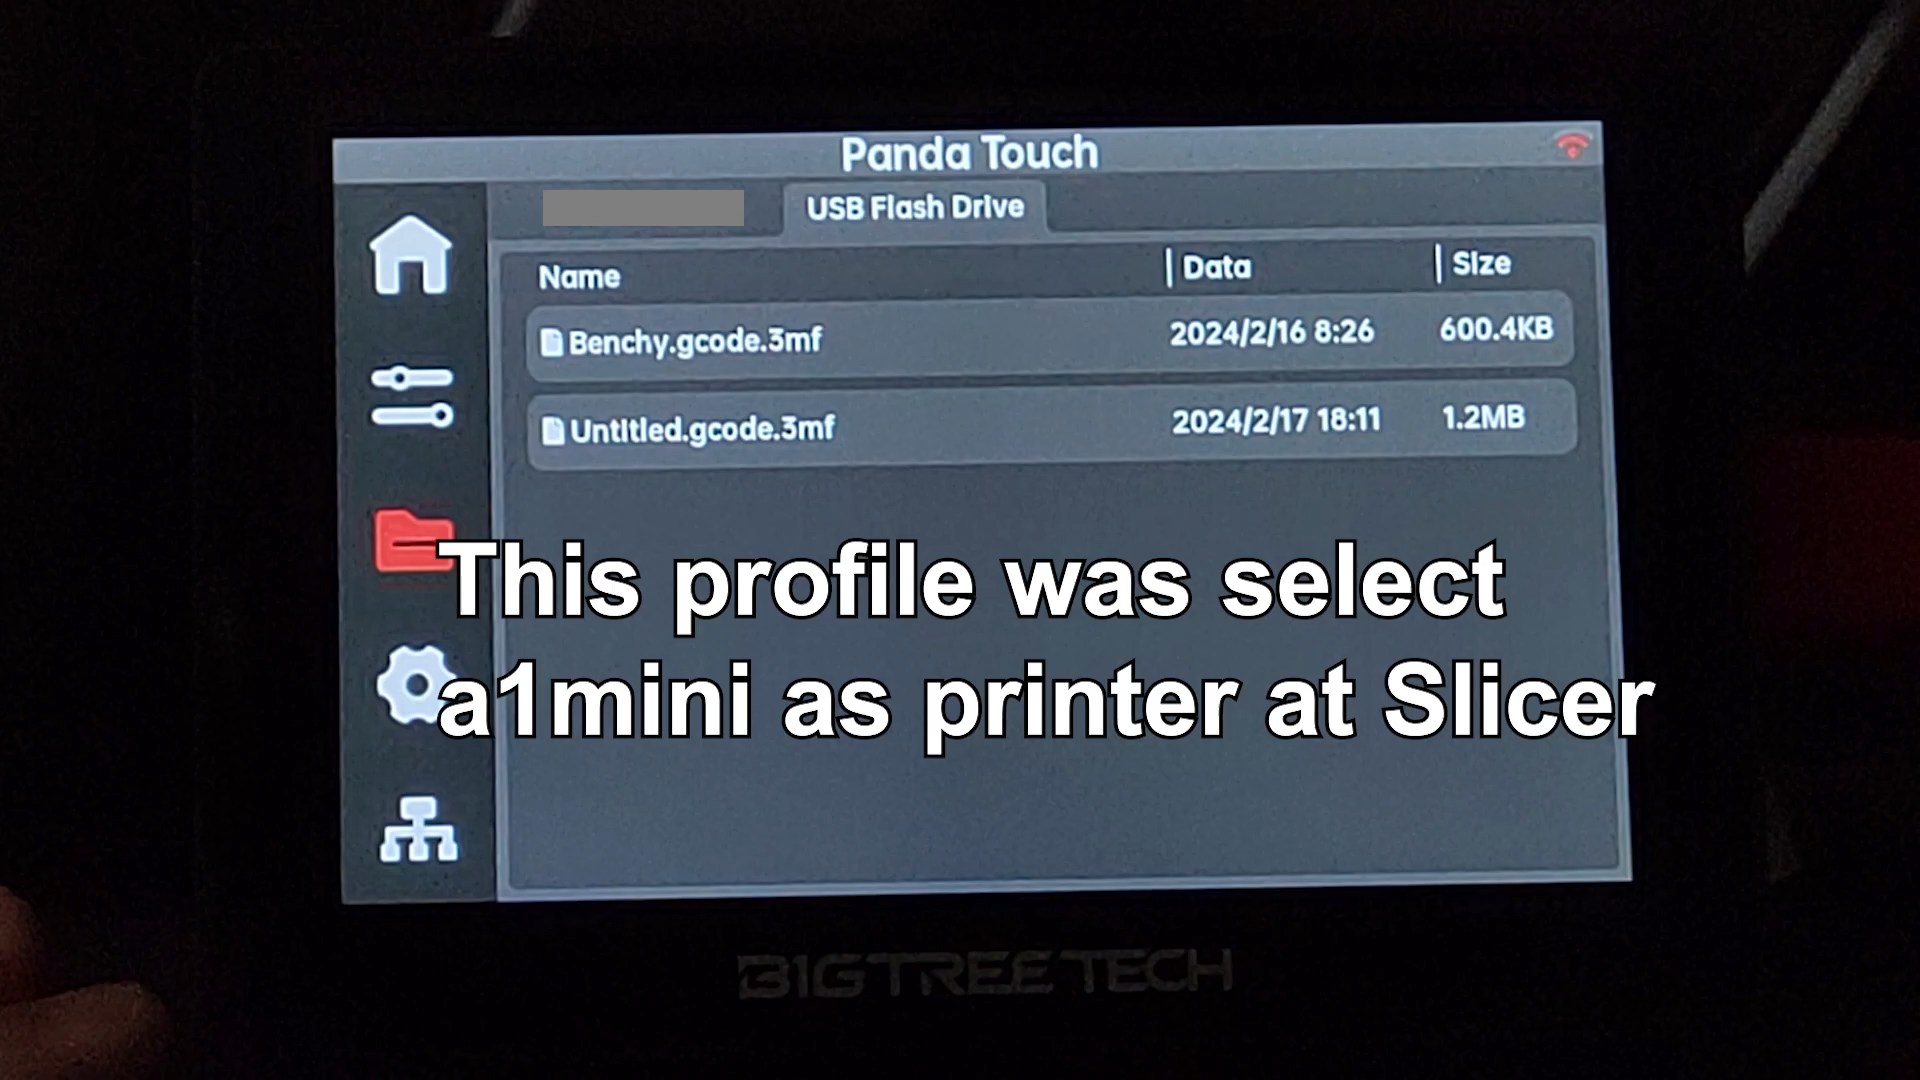 Panda Touch
USB Flash Drive
Name Data Size
Benchy.gcode.3mf 2024/2/16 8:26 600.4KB
Untitled.gcode.3mf 2024/2/17 18:11 1.2MB
This profile was select
a1mini as printer at Slicer
BIGTREETECH